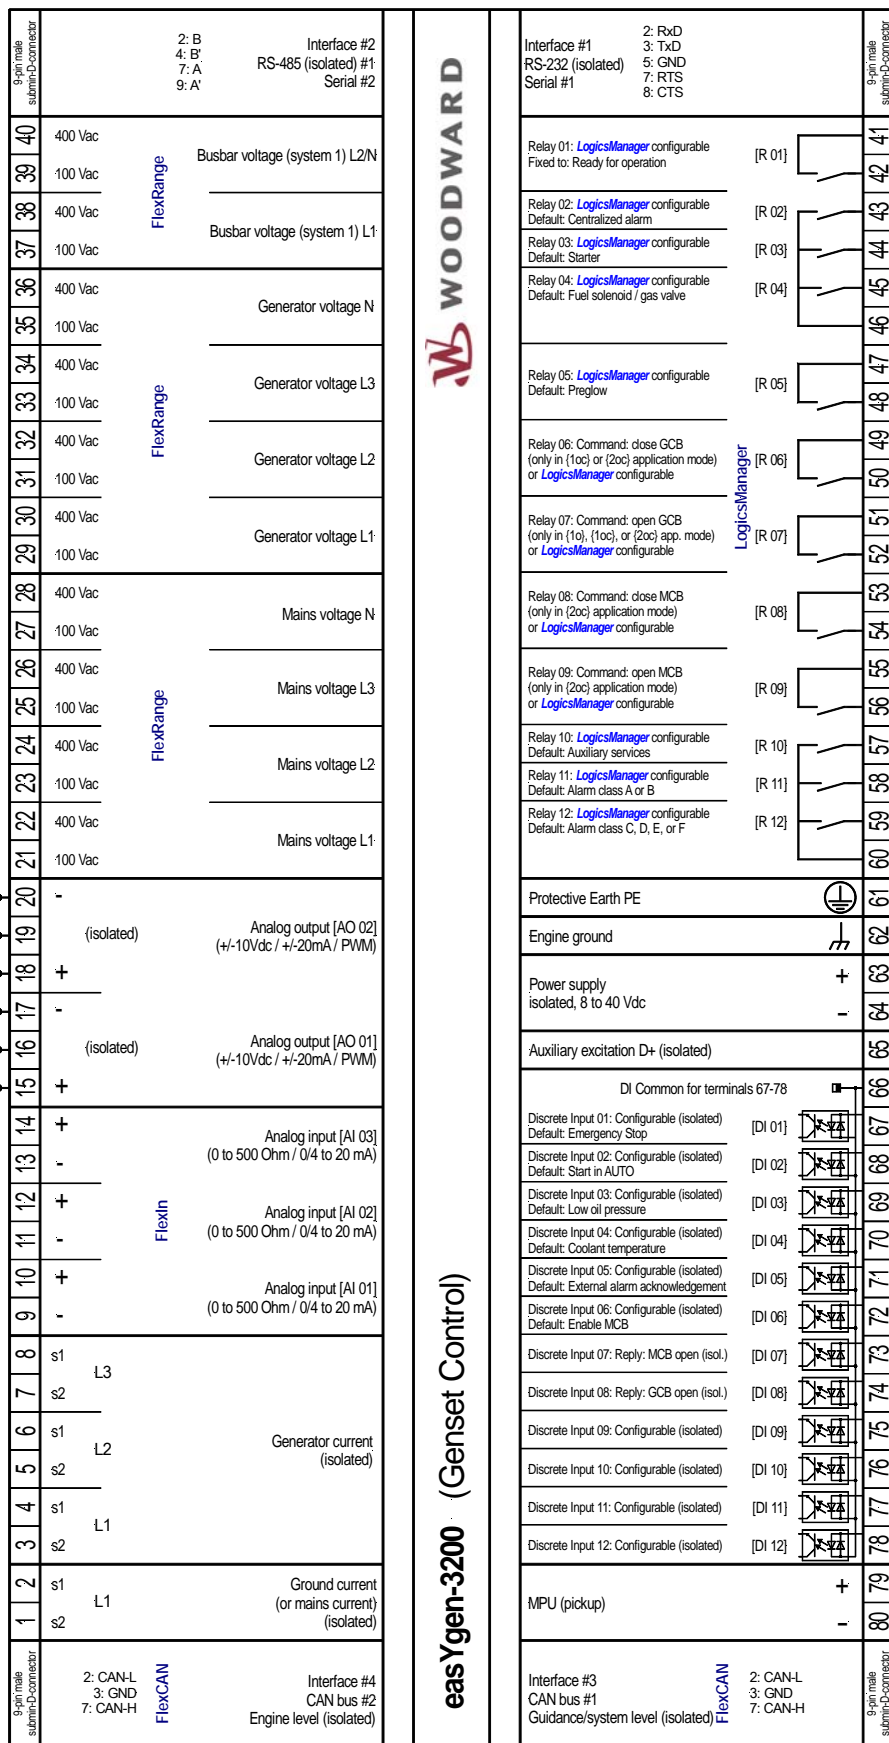 9-pin male
submin-D-connector
2: B
4: B'
7: A
9: A'
Interface #2
RS-485 (isolated) #1
Serial #2
40
400 Vac
39
100 Vac
Busbar voltage (system 1) L2/N
FlexRange
38
400 Vac
37
100 Vac
Busbar voltage (system 1) L1
36
400 Vac
35
100 Vac
Generator voltage N
34
400 Vac
33
100 Vac
Generator voltage L3
FlexRange
32
400 Vac
31
100 Vac
Generator voltage L2
30
400 Vac
29
100 Vac
Generator voltage L1
28
400 Vac
27
100 Vac
Mains voltage N
26
400 Vac
25
100 Vac
Mains voltage L3
FlexRange
24
400 Vac
23
100 Vac
Mains voltage L2
22
400 Vac
21
100 Vac
Mains voltage L1
20
-
19
(isolated)
Analog output [AO 02]
(+/-10Vdc / +/-20mA / PWM)
18
+
17
-
16
(isolated)
Analog output [AO 01]
(+/-10Vdc / +/-20mA / PWM)
15
+
14
+
13
-
Analog input [AI 03]
(0 to 500 Ohm / 0/4 to 20 mA)
12
+
11
-
FlexIn
Analog input [AI 02]
(0 to 500 Ohm / 0/4 to 20 mA)
10
+
9
-
Analog input [AI 01]
(0 to 500 Ohm / 0/4 to 20 mA)
8
s1
7
s2
L3
6
s1
5
s2
L2
Generator current
(isolated)
4
s1
3
s2
L1
2
s1
1
s2
L1
Ground current
(or mains current)
(isolated)
9-pin male
submin-D-connector
2: CAN-L
3: GND
7: CAN-H
FlexCAN
Interface #4
CAN bus #2
Engine level (isolated)
W WOODWARD
easYgen-3200 (Genset Control)
Interface #1
RS-232 (isolated)
Serial #1
2: RxD
3: TxD
5: GND
7: RTS
8: CTS
9-pin male
submin-D-connector
Relay 01: LogicsManager configurable
Fixed to: Ready for operation
[R 01]
41
42
Relay 02: LogicsManager configurable
Default: Centralized alarm
[R 02]
43
Relay 03: LogicsManager configurable
Default: Starter
[R 03]
44
Relay 04: LogicsManager configurable
Default: Fuel solenoid / gas valve
[R 04]
45
46
Relay 05: LogicsManager configurable
Default: Preglow
[R 05]
47
48
Relay 06: Command: close GCB
(only in {1oc} or {2oc} application mode)
or LogicsManager configurable
[R 06]
49
50
LogicsManager
Relay 07: Command: open GCB
(only in {1o}, {1oc}, or {2oc} app. mode)
or LogicsManager configurable
[R 07]
51
52
Relay 08: Command: close MCB
(only in {2oc} application mode)
or LogicsManager configurable
[R 08]
53
54
Relay 09: Command: open MCB
(only in {2oc} application mode)
or LogicsManager configurable
[R 09]
55
56
Relay 10: LogicsManager configurable
Default: Auxiliary services
[R 10]
57
Relay 11: LogicsManager configurable
Default: Alarm class A or B
[R 11]
58
Relay 12: LogicsManager configurable
Default: Alarm class C, D, E, or F
[R 12]
59
60
Protective Earth PE
61
Engine ground
62
Power supply
isolated, 8 to 40 Vdc
+
63
-
64
Auxiliary excitation D+ (isolated)
65
DI Common for terminals 67-78
66
Discrete Input 01: Configurable (isolated)
Default: Emergency Stop
[DI 01]
67
Discrete Input 02: Configurable (isolated)
Default: Start in AUTO
[DI 02]
68
Discrete Input 03: Configurable (isolated)
Default: Low oil pressure
[DI 03]
69
Discrete Input 04: Configurable (isolated)
Default: Coolant temperature
[DI 04]
70
Discrete Input 05: Configurable (isolated)
Default: External alarm acknowledgement
[DI 05]
71
Discrete Input 06: Configurable (isolated)
Default: Enable MCB
[DI 06]
72
Discrete Input 07: Reply: MCB open (isol.)
[DI 07]
73
Discrete Input 08: Reply: GCB open (isol.)
[DI 08]
74
Discrete Input 09: Configurable (isolated)
[DI 09]
75
Discrete Input 10: Configurable (isolated)
[DI 10]
76
Discrete Input 11: Configurable (isolated)
[DI 11]
77
Discrete Input 12: Configurable (isolated)
[DI 12]
78
MPU (pickup)
+
79
-
80
Interface #3
CAN bus #1
Guidance/system level (isolated)
FlexCAN
2: CAN-L
3: GND
7: CAN-H
9-pin male
submin-D-connector